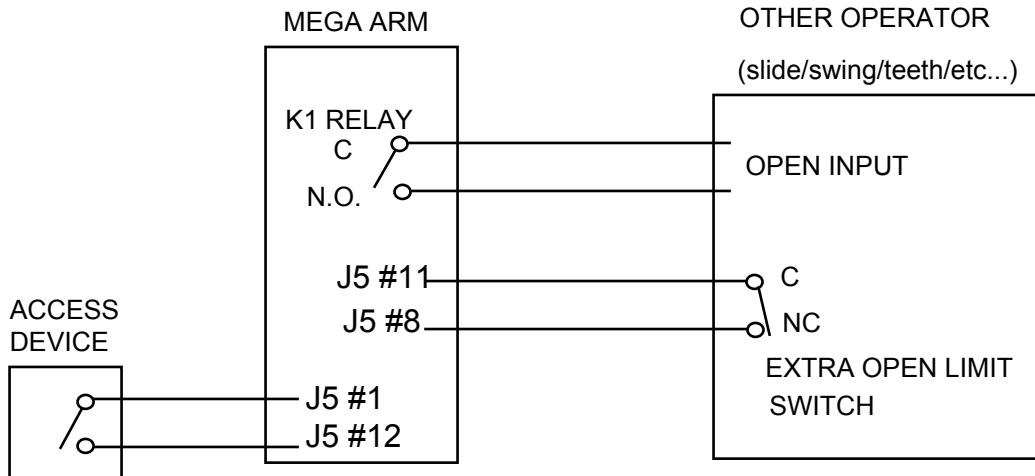 MEGA ARM
OTHER OPERATOR
(slide/swing/teeth/etc...)
K1 RELAY
C
N.O.
OPEN INPUT
J5 #11
J5 #8
C
NC
EXTRA OPEN LIMIT
SWITCH
ACCESS
DEVICE
J5 #1
J5 #12